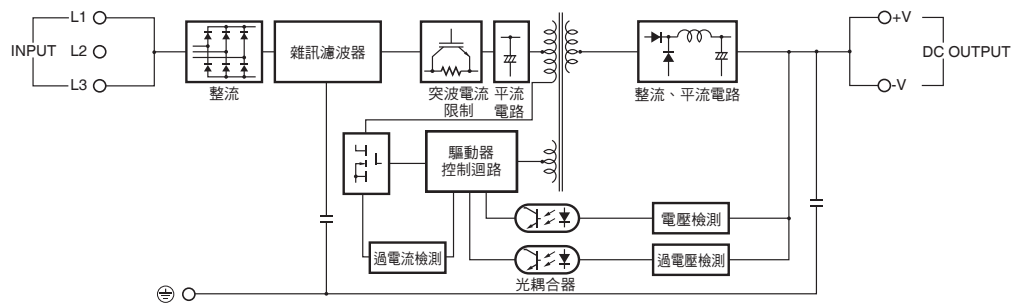 L1
INPUT
L2
L3
整流
雜訊濾波器
突波電流
限制
平流
電路
整流、平流電路
+V
DC OUTPUT
-V
驅動器
控制迴路
過電流檢測
電壓檢測
過電壓檢測
光耦合器